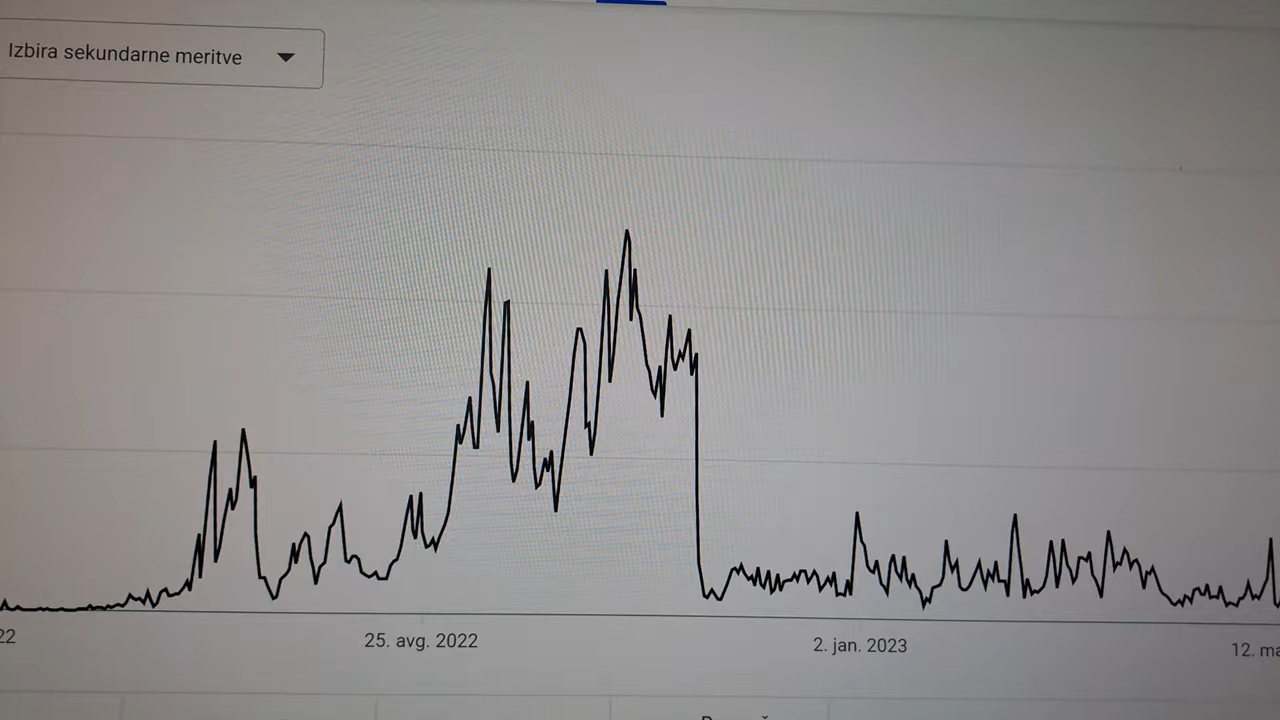 Izbira sekundarne meritve
22
25. avg. 2022
2. jan. 2023
12. ma